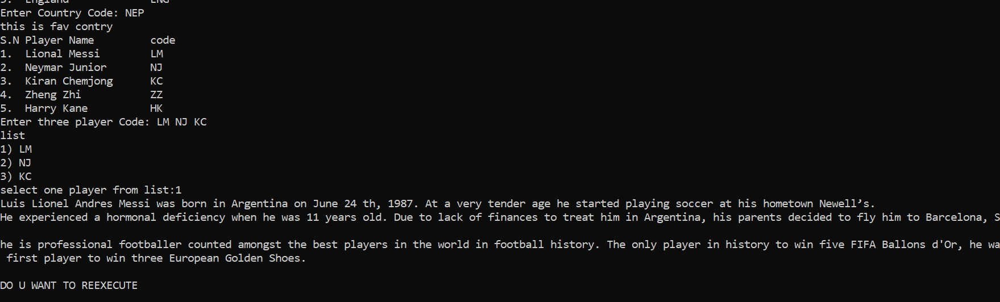 5.  England             ENG
Enter Country Code: NEP
this is fav contry
S.N Player Name         code
1.  Lional Messi        LM
2.  Neymar Junior       NJ
3.  Kiran Chemjong      KC
4.  Zheng Zhi           ZZ
5.  Harry Kane          HK
Enter three player Code: LM NJ KC
list
1) LM
2) NJ
3) KC
select one player from list:1
Luis Lionel Andres Messi was born in Argentina on June 24 th, 1987. At a very tender age he started playing soccer at his hometown Newell’s.
He experienced a hormonal deficiency when he was 11 years old. Due to lack of finances to treat him in Argentina, his parents decided to fly him to Barcelona, S
he is professional footballer counted amongst the best players in the world in football history. The only player in history to win five FIFA Ballons d'Or, he wa
first player to win three European Golden Shoes.
DO U WANT TO REEXECUTE